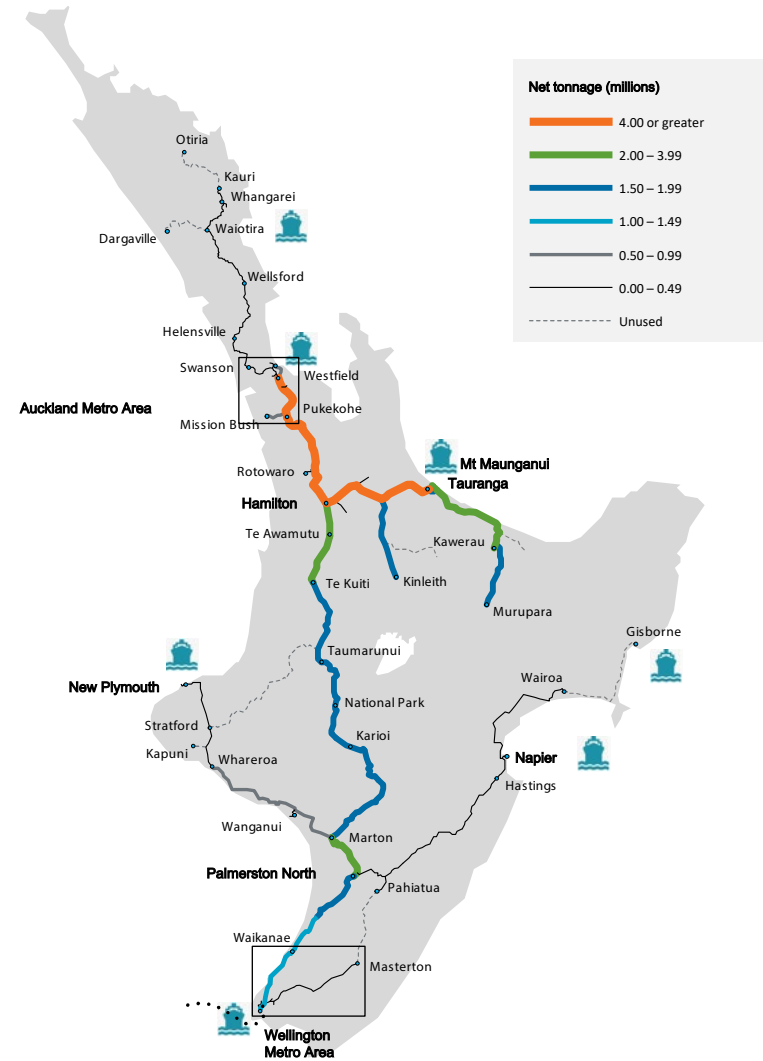 Net tonnage (millions)
4.00 or greater
2.00 – 3.99
1.50 – 1.99
1.00 – 1.49
0.50 – 0.99
0.00 – 0.49
Unused
Otiria
Kauri
Whangarei
Waiotira
Dargaville
Wellsford
Helensville
Swanson
Westfield
Auckland Metro Area
Pukekohe
Mission Bush
Rotowaro
Mt Maunganui
Tauranga
Hamilton
Te Awamutu
Kawerau
Te Kuiti
Kinleith
Murupara
Gisborne
Taumarunui
Wairoa
New Plymouth
National Park
Stratford
Karioi
Kapuni
Whareroa
Napier
Hastings
Wanganui
Marton
Palmerston North
Pahiatua
Waikanae
Masterton
Wellington
Metro Area